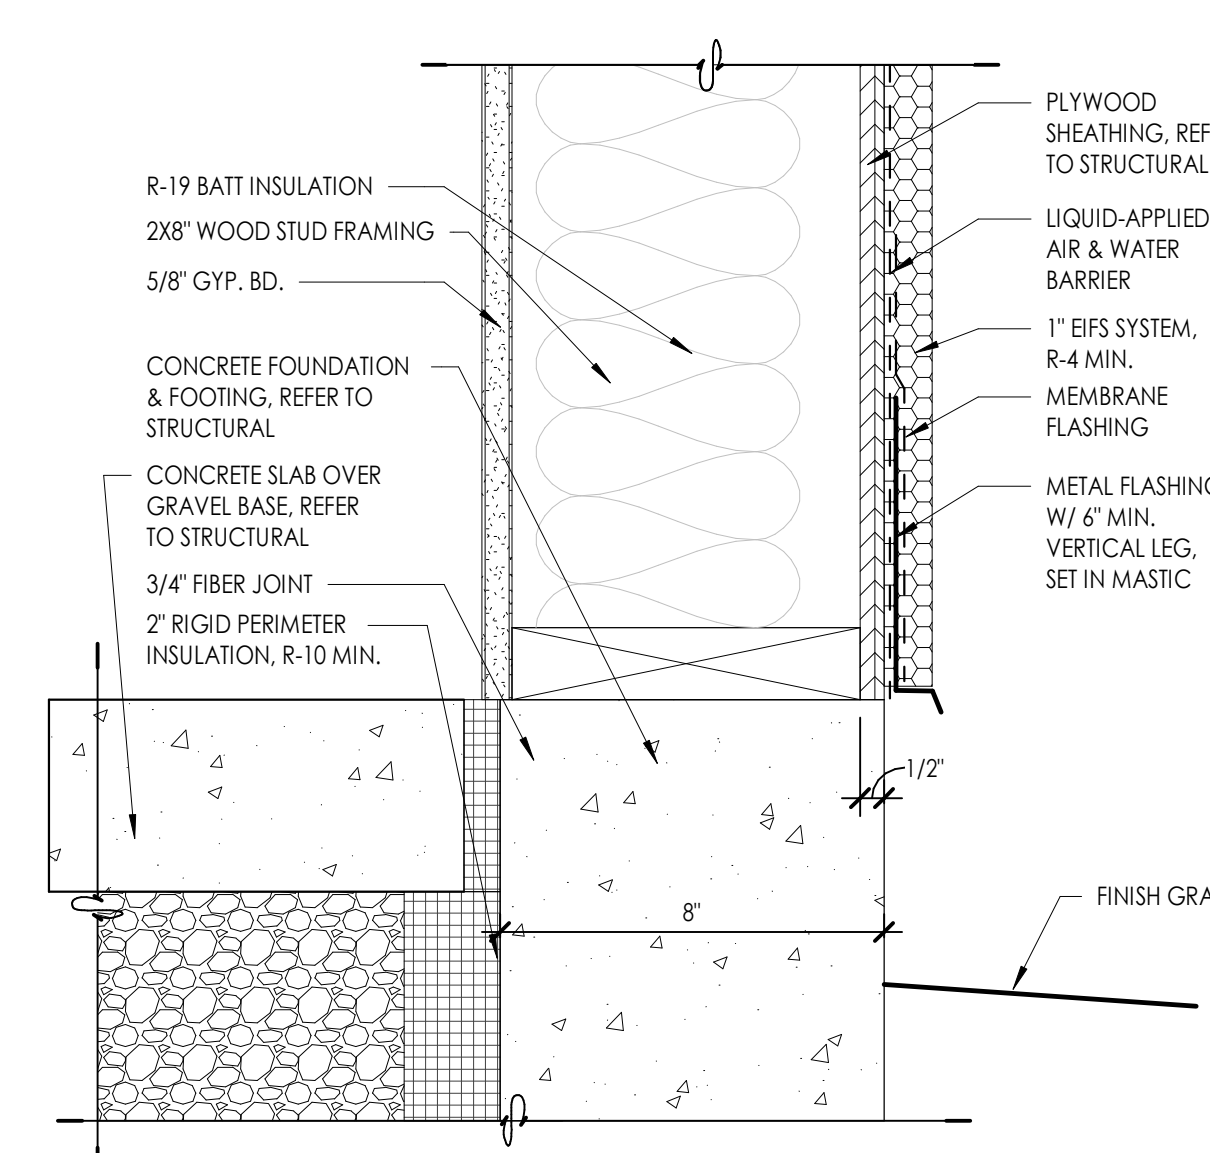 R-19 BATT INSULATION
2X8" WOOD STUD FRAMING
5/8" GYP. BD.
CONCRETE FOUNDATION
& FOOTING, REFER TO
STRUCTURAL
CONCRETE SLAB OVER
GRAVEL BASE, REFER
TO STRUCTURAL
3/4" FIBER JOINT
2" RIGID PERIMETER
INSULATION, R-10 MIN.
PLYWOOD
SHEATHING, REF
TO STRUCTURAL
LIQUID-APPLIED
AIR & WATER
BARRIER
1" EIFS SYSTEM,
R-4 MIN.
MEMBRANE
FLASHING
METAL FLASHING
W/ 6" MIN.
VERTICAL LEG,
SET IN MASTIC
1/2"
8"
FINISH GRA